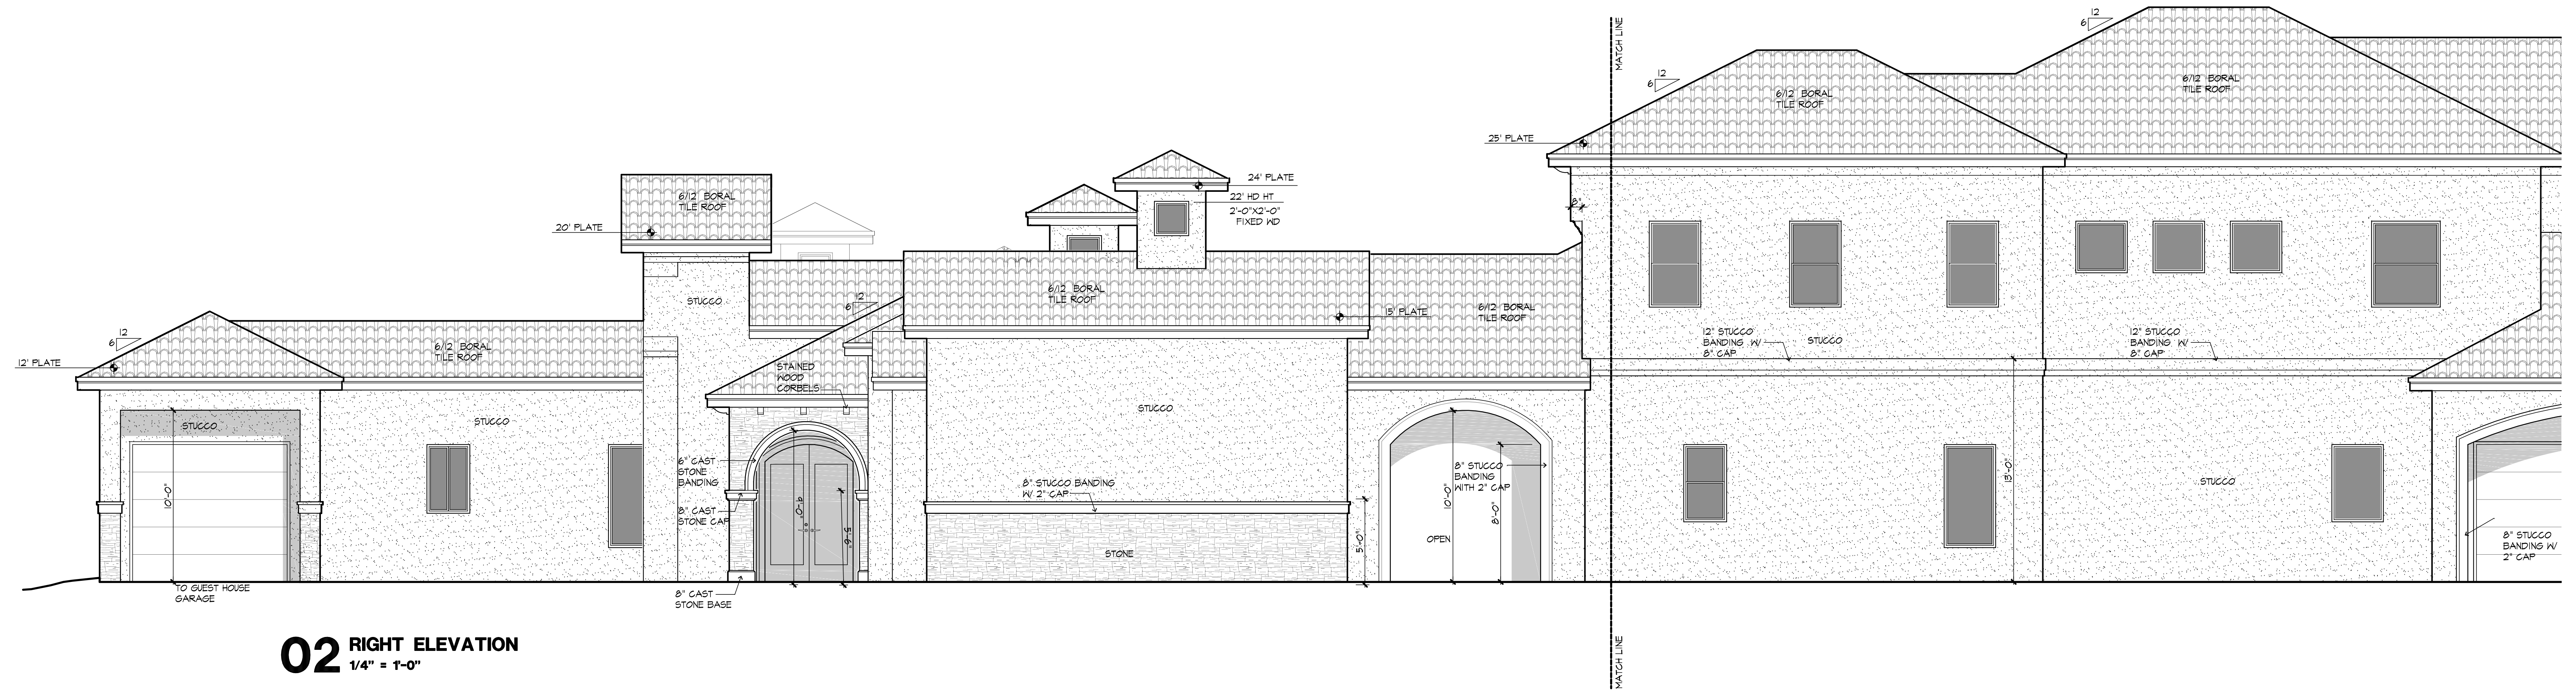 MATCH LINE
12
6
6/12 BORAL
TILE ROOF
12
6
6/12 BORAL
TILE ROOF
25' PLATE
24' PLATE
22' HD HT
2'-0"X2'-0"
FIXED WD
8"
6/12 BORAL
TILE ROOF
20' PLATE
STUCCO
12
6
6/12 BORAL
TILE ROOF
15' PLATE
6/12 BORAL
TILE ROOF
12
6
12' PLATE
6/12 BORAL
TILE ROOF
STAINED
WOOD
CORBELS
12" STUCCO
BANDING W/
8" CAP
STUCCO
12" STUCCO
BANDING W/
8" CAP
STUCCO
STUCCO
10'-0"
TO GUEST HOUSE
GARAGE
6" CAST
STONE
BANDING
8" CAST
STONE CAP
8" CAST
STONE BASE
9'-0"
5'-6"
STUCCO
8" STUCCO BANDING
W/ 2" CAP
STONE
5'-0"
OPEN
10'-0"
8'-0"
8" STUCCO
BANDING
WITH 2" CAP
13'-0"
STUCCO
8" STUCCO
BANDING W/
2" CAP
02 RIGHT ELEVATION
1/4" = 1'-0"
MATCH LINE